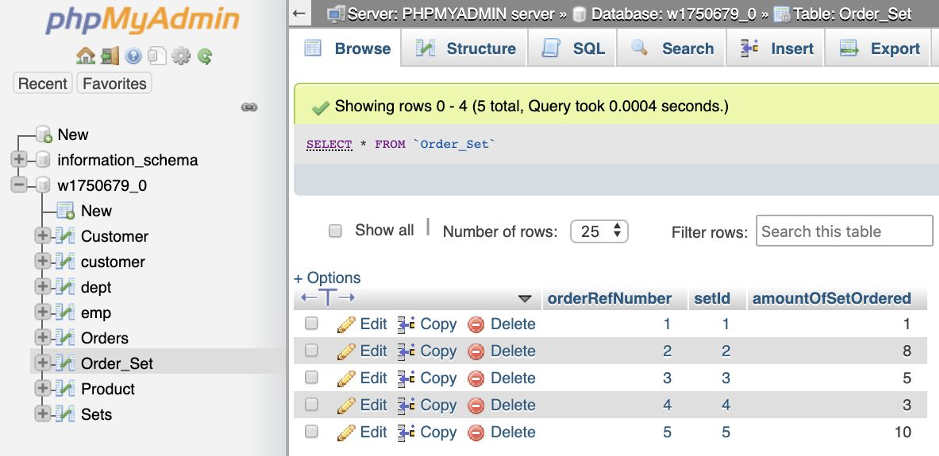 phpMyAdmin
Recent Favorites
New
information_schema
w1750679_0
New
Customer
customer
dept
emp
Orders
Order_Set
Product
Sets
Server: PHPMYADMIN server » Database: w1750679_0 » Table: Order_Set
Browse Structure SQL Search Insert Export
Showing rows 0 - 4 (5 total, Query took 0.0004 seconds.)
SELECT * FROM `Order_Set`
Show all Number of rows: 25 Filter rows: Search this table
+ Options
←T→ orderRefNumber setId amountOfSetOrdered
Edit Copy Delete 1 1 1
Edit Copy Delete 2 2 8
Edit Copy Delete 3 3 5
Edit Copy Delete 4 4 3
Edit Copy Delete 5 5 10